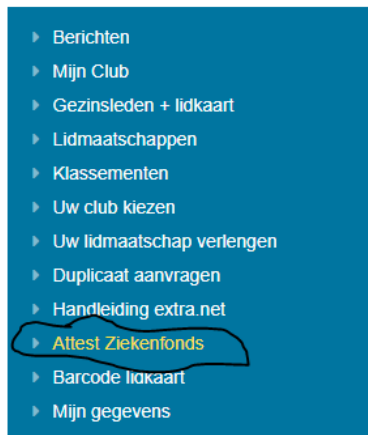 Berichten
Mijn Club
Gezinsleden + lidkaart
Lidmaatschappen
Klassementen
Uw club kiezen
Uw lidmaatschap verlengen
Duplicaat aanvragen
Handleiding extra.net
Attest Ziekenfonds
Barcode lidkaart
Mijn gegevens